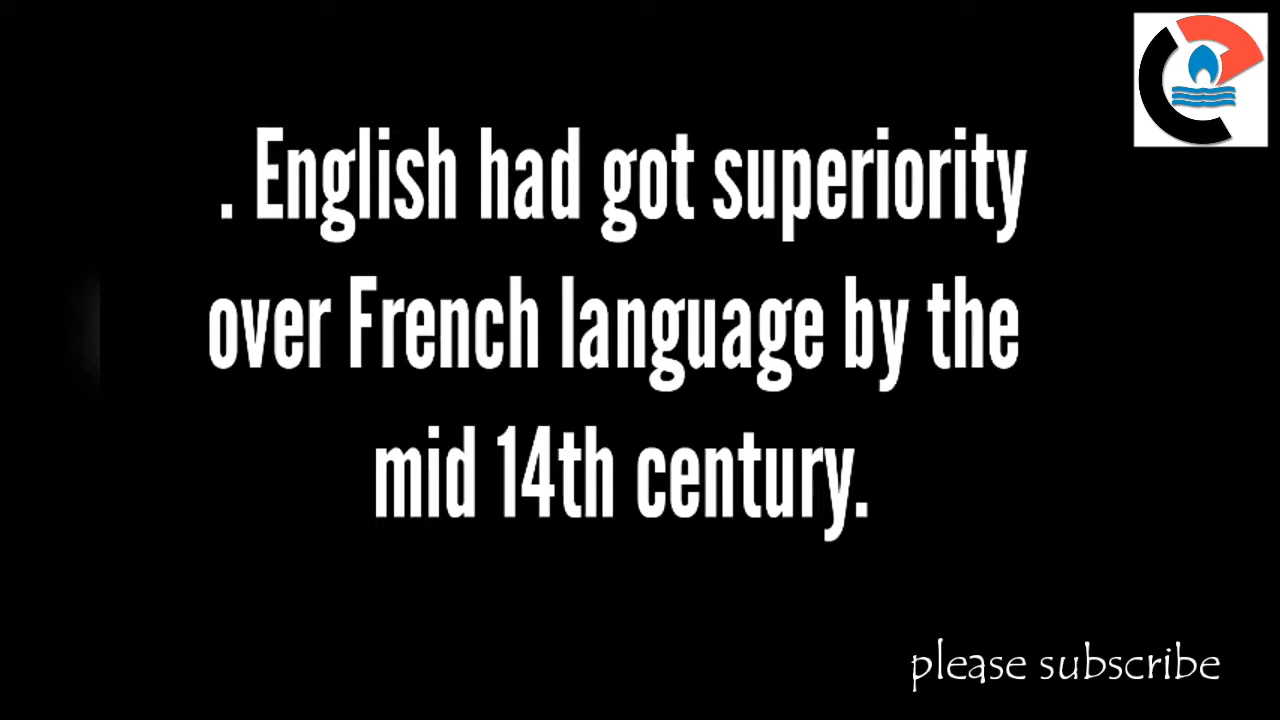 . English had got superiority
over French language by the
mid 14th century.
please subscribe